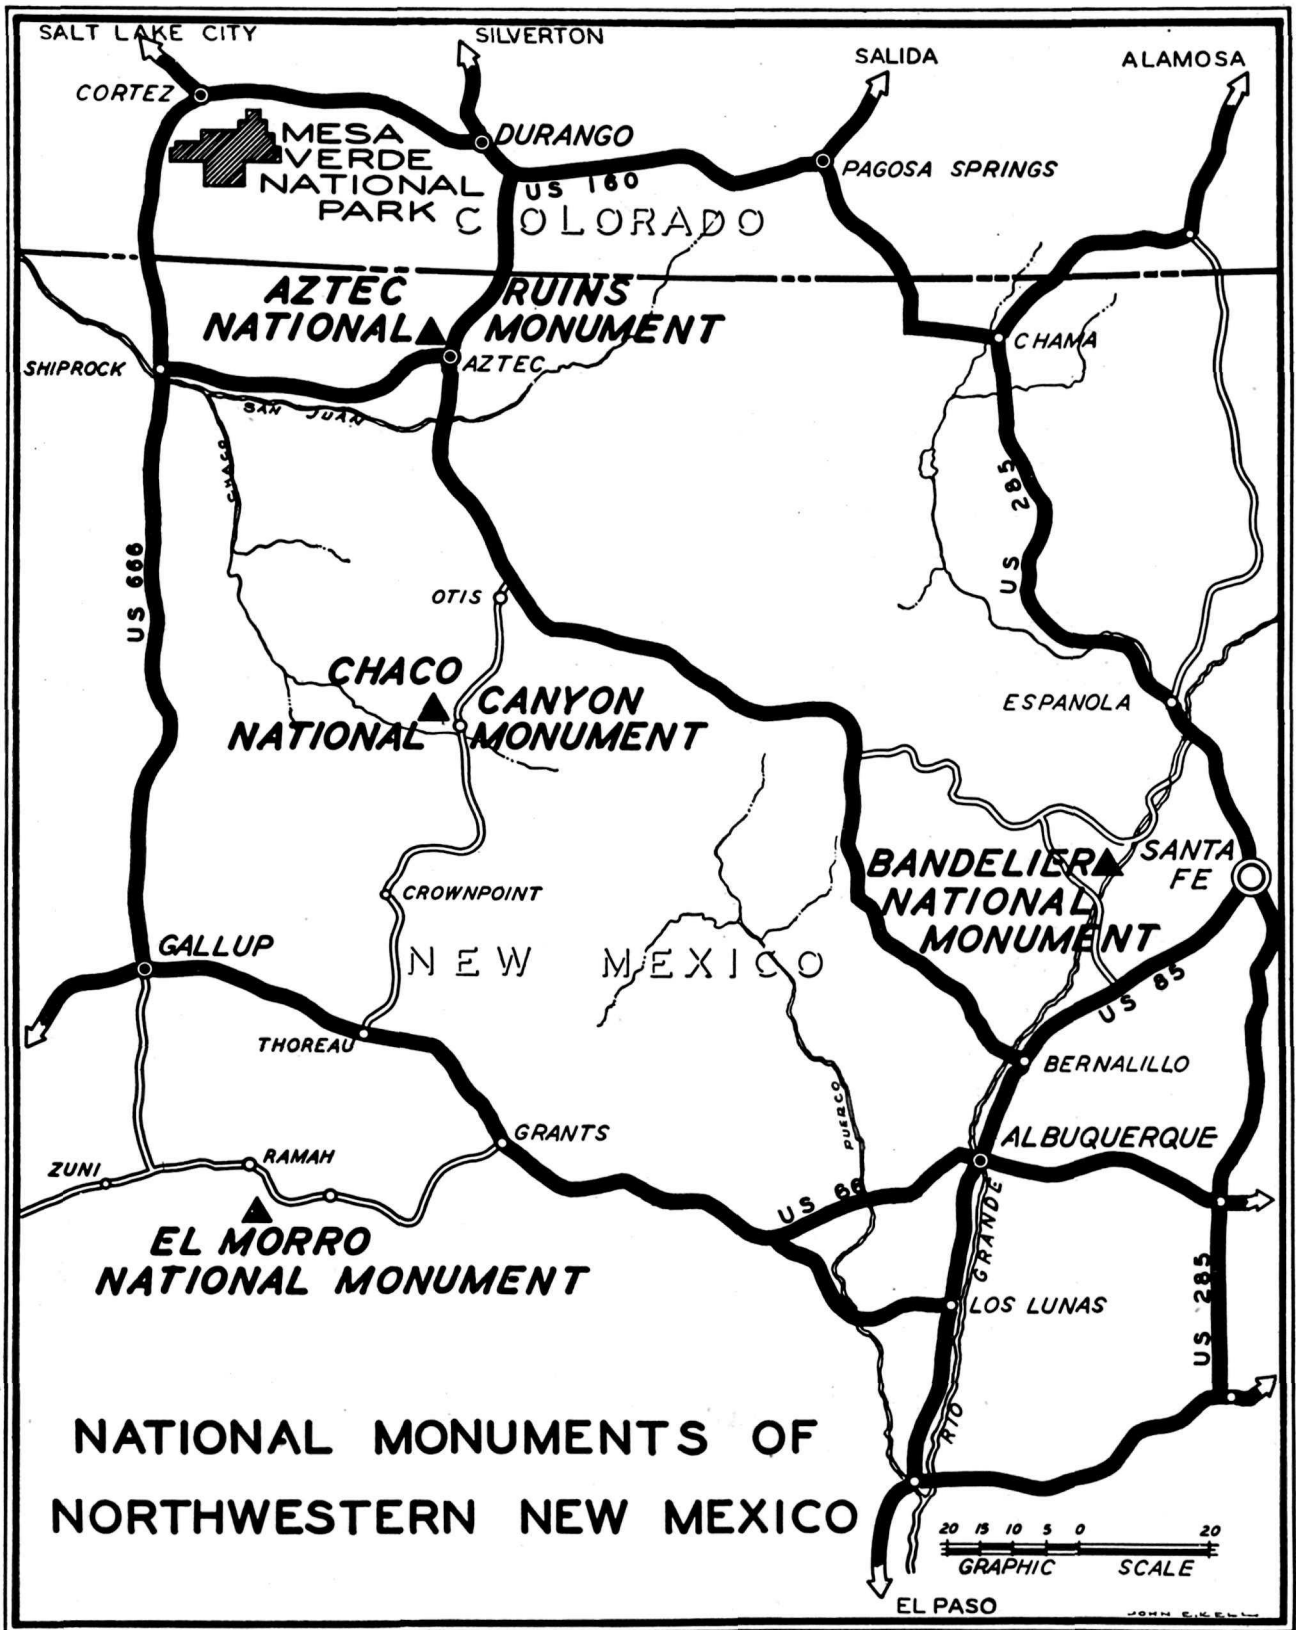 SALT LAKE CITY
SILVERTON
SALIDA
ALAMOSA
CORTEZ
DURANGO
MESA
VERDE
NATIONAL
PARK
PAGOSA SPRINGS
US 160
COLORADO
AZTEC RUINS
NATIONAL MONUMENT
CHAMA
SHIPROCK
AZTEC
SAN JUAN
CHACO
US 285
US 666
OTIS
CHACO CANYON
NATIONAL MONUMENT
ESPANOLA
BANDELIER
NATIONAL
MONUMENT
SANTA
FE
CROWNPOINT
GALLUP
NEW MEXICO
US 85
THOREAU
BERNALILLO
PUERCO
GRANTS
ALBUQUERQUE
ZUNI
RAMAH
US 66
EL MORRO
NATIONAL MONUMENT
RIO GRANDE
LOS LUNAS
US 285
NATIONAL MONUMENTS OF
NORTHWESTERN NEW MEXICO
20 15 10 5 0 20
GRAPHIC SCALE
EL PASO